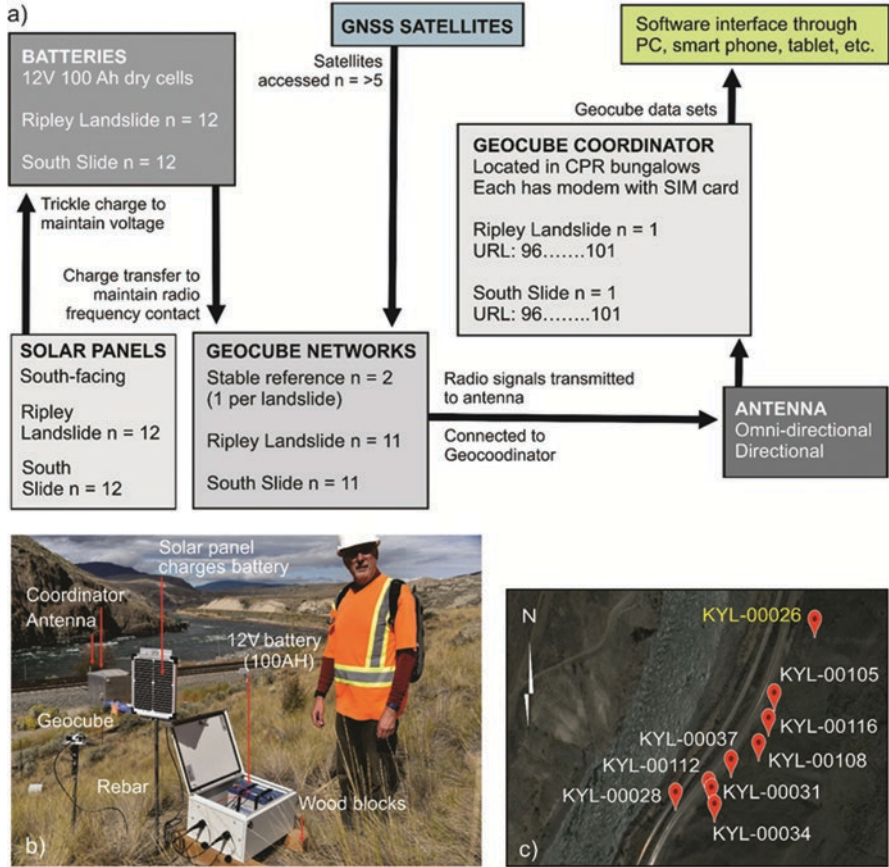 a)
BATTERIES
12V 100 Ah dry cells
Ripley Landslide n = 12
South Slide n = 12
GNSS SATELLITES
Satellites
accessed n = >5
Software interface through
PC, smart phone, tablet, etc.
Geocube data sets
GEOCUBE COORDINATOR
Located in CPR bungalows
Each has modem with SIM card
Ripley Landslide n = 1
URL: 96.......101
South Slide n = 1
URL: 96.......101
Trickle charge to
maintain voltage
Charge transfer to
maintain radio
frequency contact
SOLAR PANELS
South-facing
Ripley
Landslide n = 12
South
Slide n = 12
GEOCUBE NETWORKS
Stable reference n = 2
(1 per landslide)
Ripley Landslide n = 11
South Slide n = 11
Radio signals transmitted
to antenna
Connected to
Geocoodinator
ANTENNA
Omni-directional
Directional
Solar panel
charges battery
Coordinator
Antenna
12V battery
(100AH)
Geocube
Rebar
Wood blocks
b)
N
KYL-00026
KYL-00105
KYL-00116
KYL-00037
KYL-00108
KYL-00112
KYL-00028
KYL-00031
KYL-00034
c)